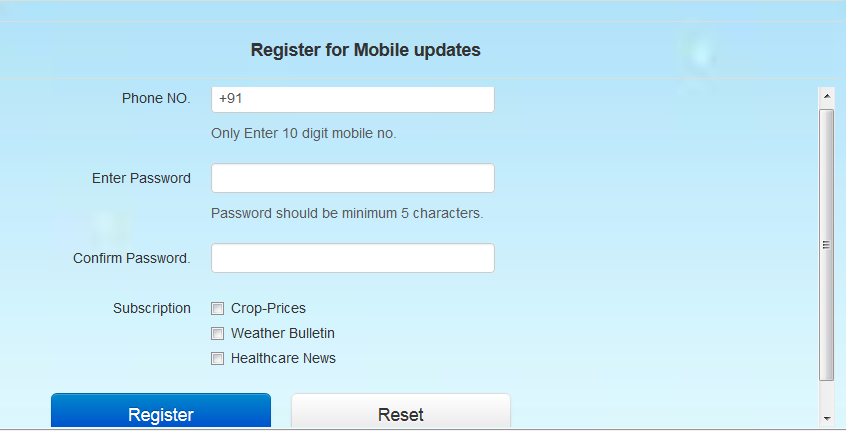 Register for Mobile updates
Phone NO. +91
Only Enter 10 digit mobile no.
Enter Password
Password should be minimum 5 characters.
Confirm Password.
Subscription Crop-Prices
Weather Bulletin
Healthcare News
Register Reset